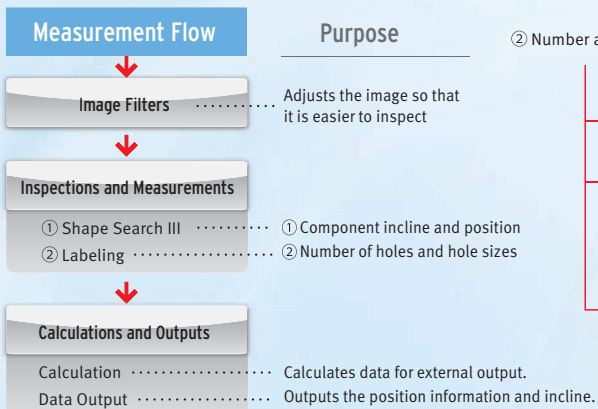 Measurement Flow
Purpose
② Number a
Image Filters ··········· Adjusts the image so that
it is easier to inspect
Inspections and Measurements
① Shape Search III ·········· ① Component incline and position
② Labeling ··················· ② Number of holes and hole sizes
Calculations and Outputs
Calculation ··················· Calculates data for external output.
Data Output ·················· Outputs the position information and incline.